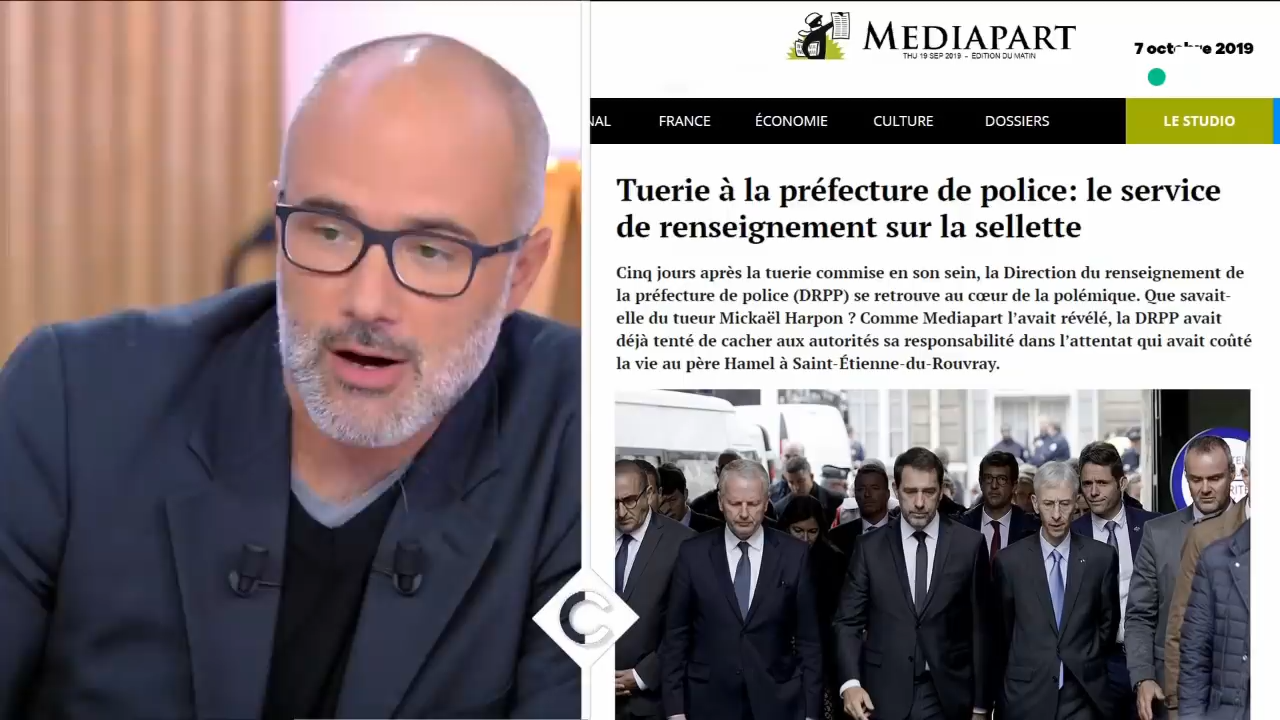 MEDIAPART
THU 19 SEP 2019 - ÉDITION DU MATIN
7 octobre 2019
NAL FRANCE ÉCONOMIE CULTURE DOSSIERS LE STUDIO
Tuerie à la préfecture de police: le service
de renseignement sur la sellette
Cinq jours après la tuerie commise en son sein, la Direction du renseignement de
la préfecture de police (DRPP) se retrouve au cœur de la polémique. Que savait-
elle du tueur Mickaël Harpon ? Comme Mediapart l’avait révélé, la DRPP avait
déjà tenté de cacher aux autorités sa responsabilité dans l’attentat qui avait coûté
la vie au père Hamel à Saint-Étienne-du-Rouvray.
C